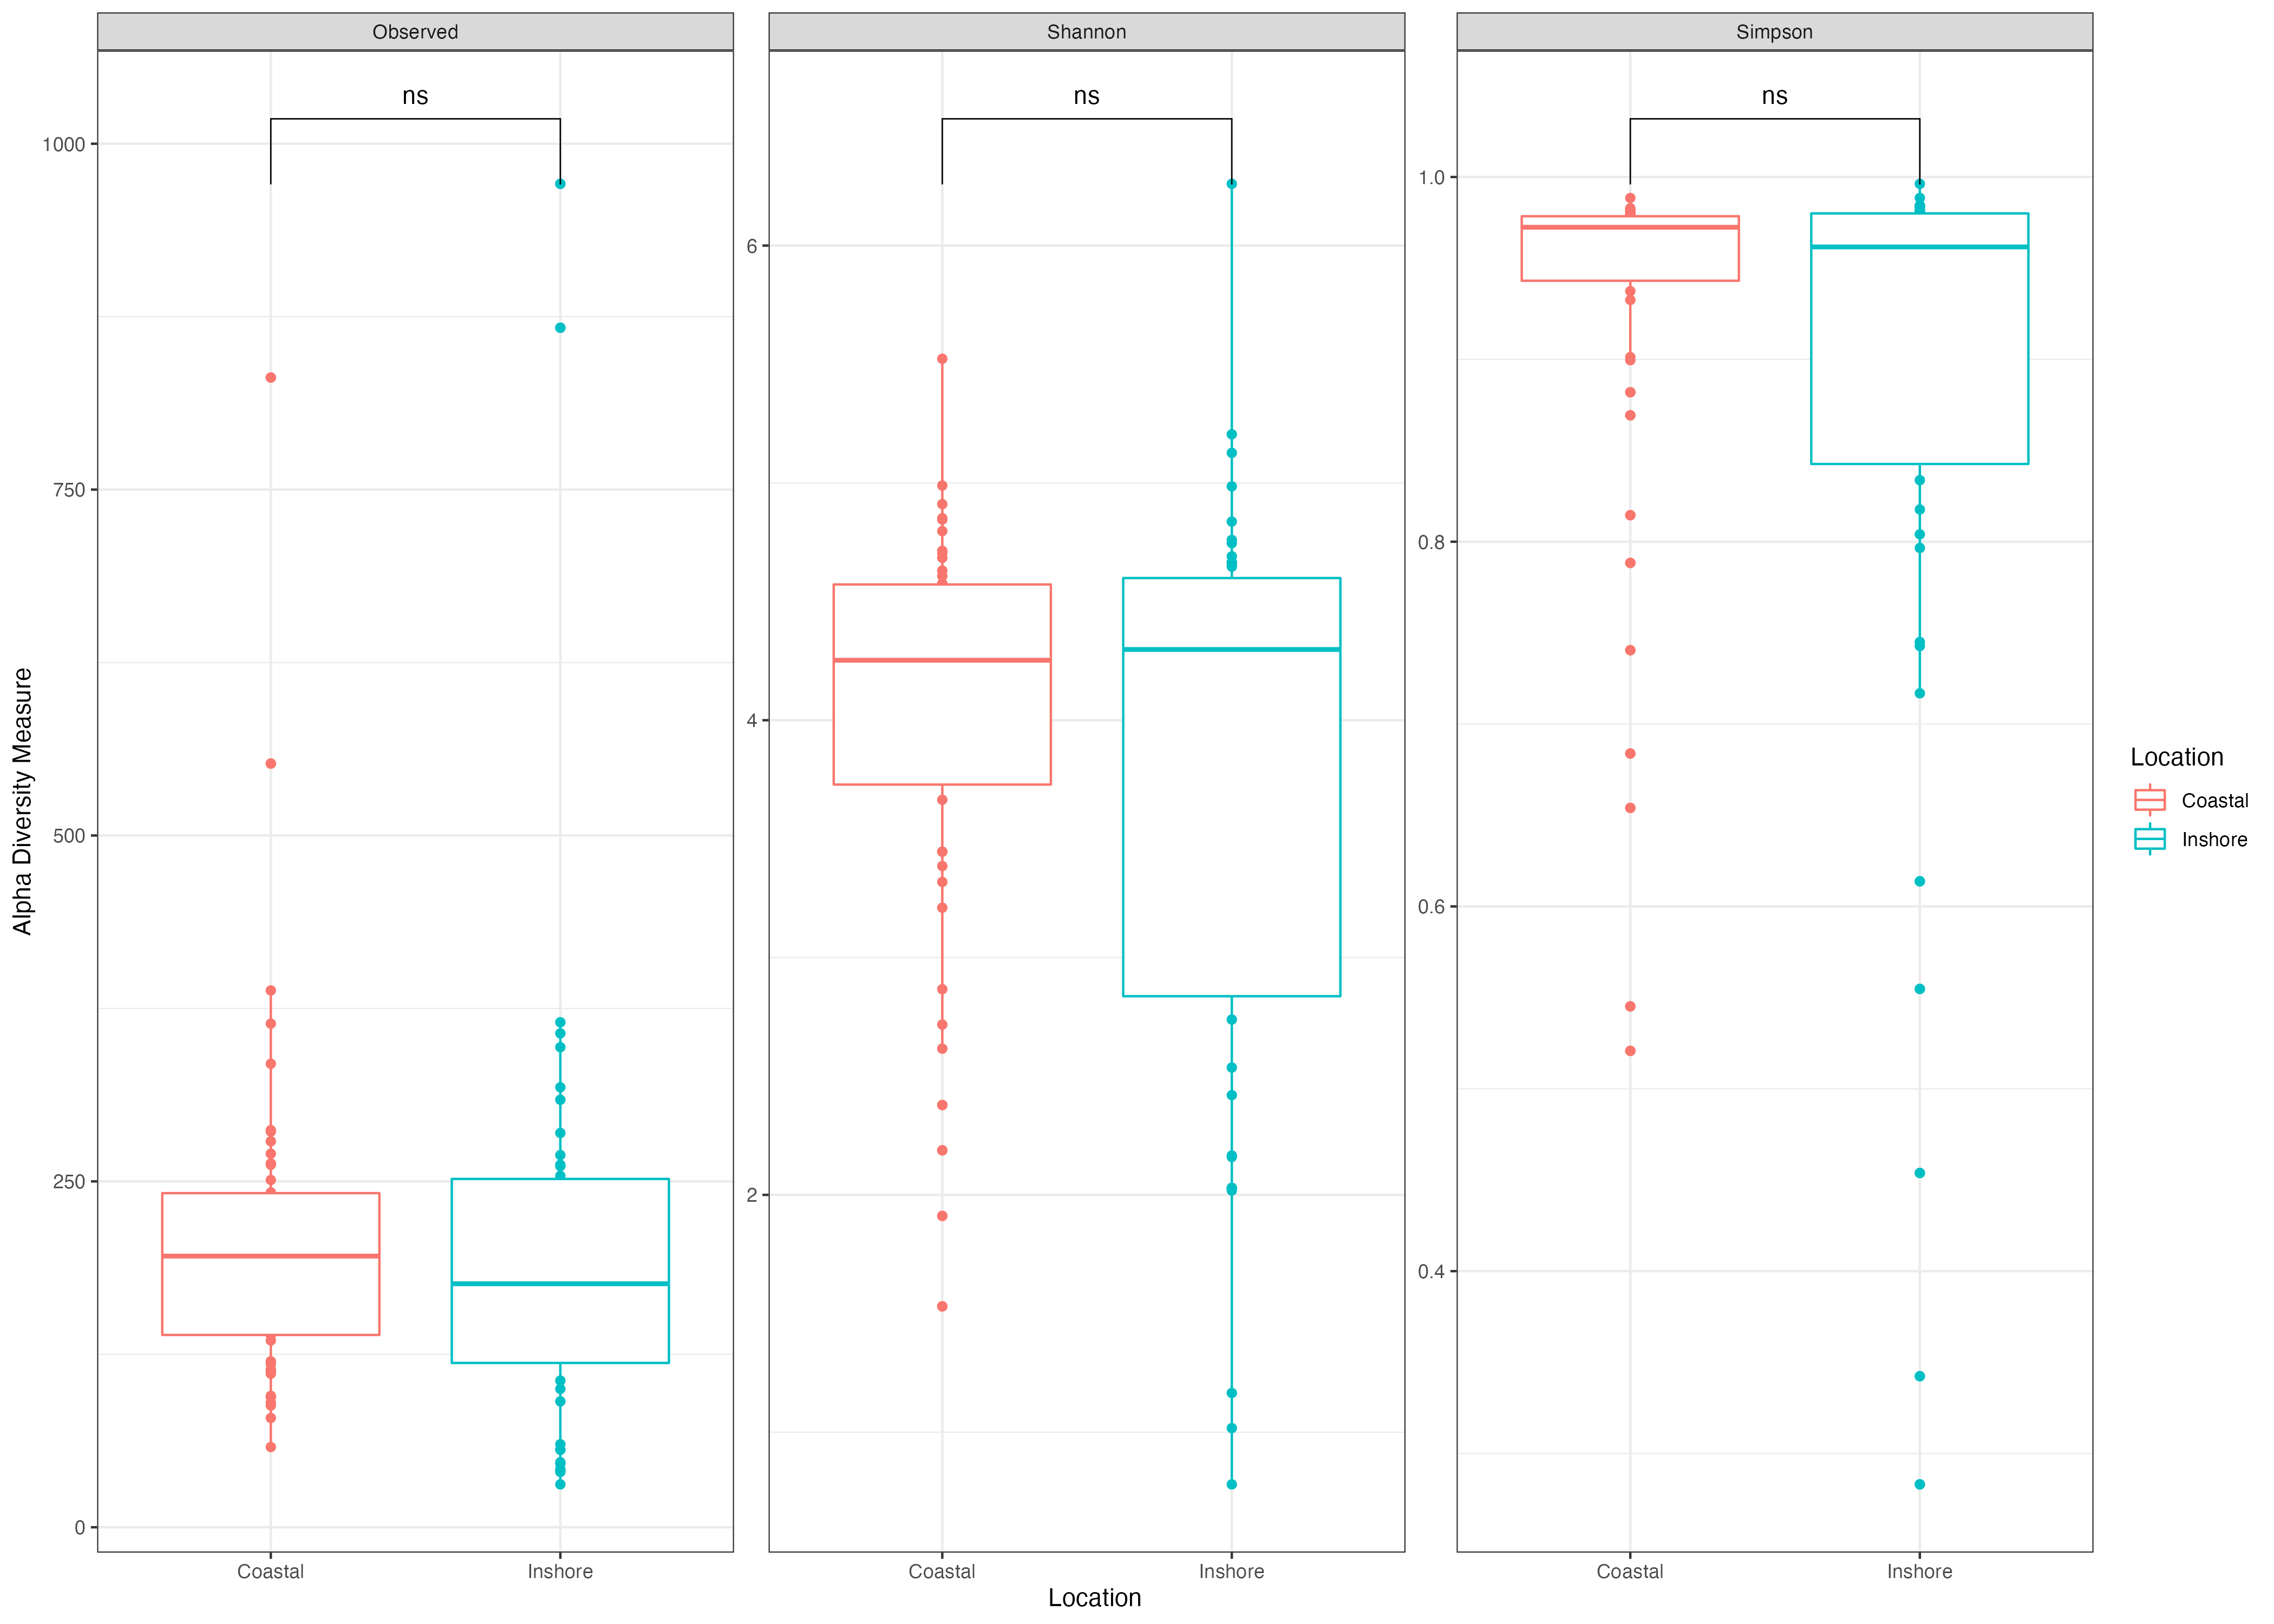 Observed
Shannon
Simpson
ns
ns
ns
Alpha Diversity Measure
1000
750
500
250
0
6
4
2
1.0
0.8
0.6
0.4
Coastal
Inshore
Coastal
Inshore
Coastal
Inshore
Location
Location
Coastal
Inshore